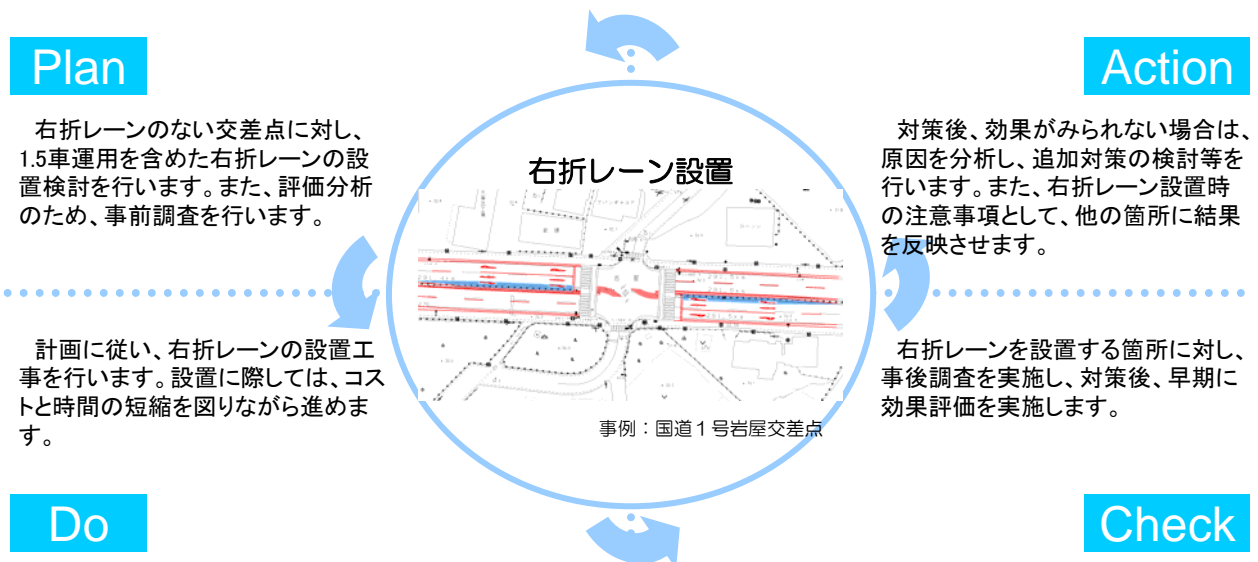 Plan
右折レーンのない交差点に対し、
1.5車運用を含めた右折レーンの設
置検討を行います。また、評価分析
のため、事前調査を行います。
Action
対策後、効果がみられない場合は、
原因を分析し、追加対策の検討等を
行います。また、右折レーン設置時
の注意事項として、他の箇所に結果
を反映させます。
右折レーン設置
事例：国道１号岩屋交差点
計画に従い、右折レーンの設置工
事を行います。設置に際しては、コス
トと時間の短縮を図りながら進めま
す。
Do
右折レーンを設置する箇所に対し、
事後調査を実施し、対策後、早期に
効果評価を実施します。
Check